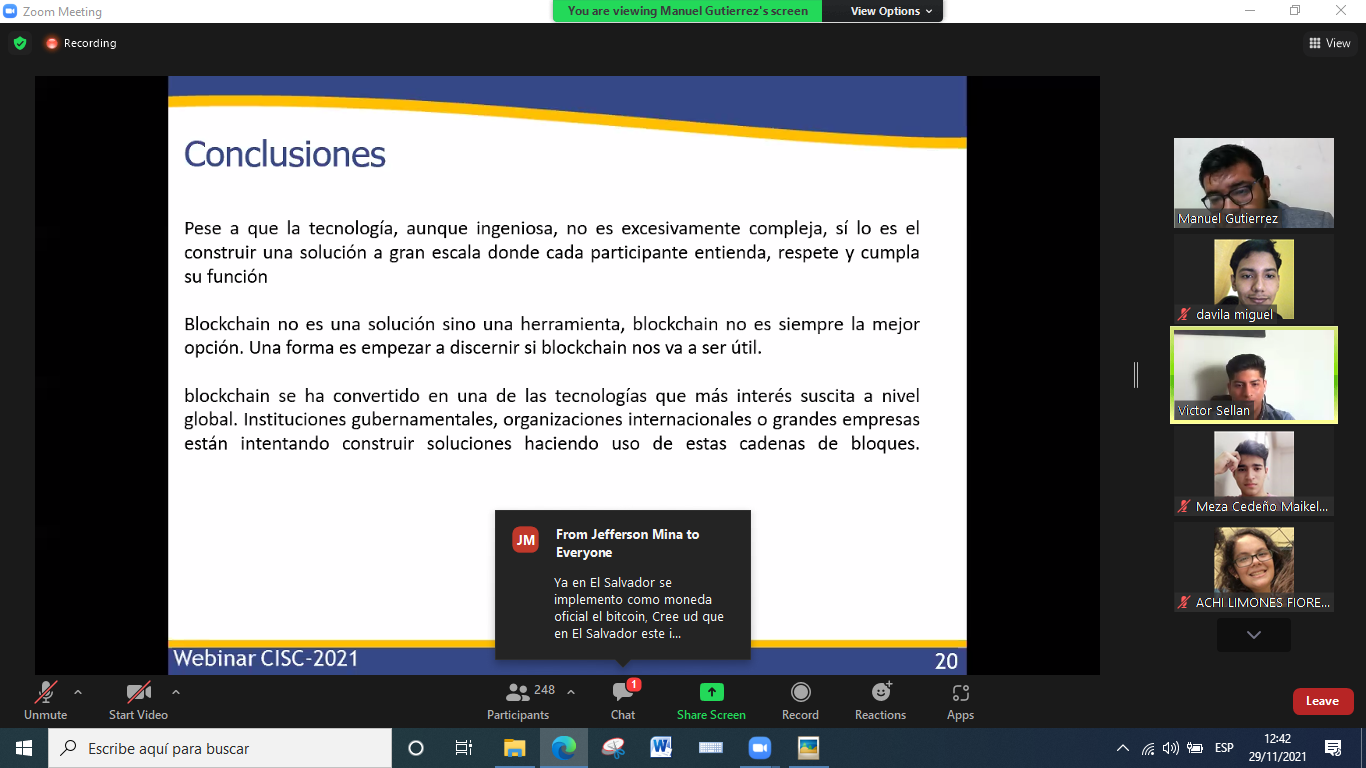 Zoom Meeting
You are viewing Manuel Gutierrez's screen
View Options
Recording
View
Conclusiones
Pese a que la tecnología, aunque ingeniosa, no es excesivamente compleja, sí lo es el
construir una solución a gran escala donde cada participante entienda, respete y cumpla
su función
Blockchain no es una solución sino una herramienta, blockchain no es siempre la mejor
opción. Una forma es empezar a discernir si blockchain nos va a ser útil.
blockchain se ha convertido en una de las tecnologías que más interés suscita a nivel
global. Instituciones gubernamentales, organizaciones internacionales o grandes empresas
están intentando construir soluciones haciendo uso de estas cadenas de bloques.
Webinar CISC-2021
20
JM
From Jefferson Mina to
Everyone
Ya en El Salvador se
implemento como moneda
oficial el bitcoin, Cree ud que
en El Salvador este i...
Manuel Gutierrez
davila miguel
Victor Sellan
Meza Cedeño Maikel...
ACHI LIMONES FIORE...
Unmute
Start Video
248
Participants
1
Chat
Share Screen
Record
Reactions
Apps
Leave
Escribe aquí para buscar
ESP
12:42
29/11/2021